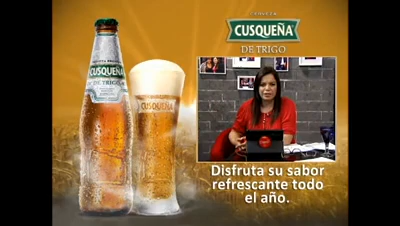 CUSQUEÑA
DE TRIGO
CUSQUEÑA
DE TRIGO
CUSQUEÑA
Disfruta su sabor
refrescante todo
el año.